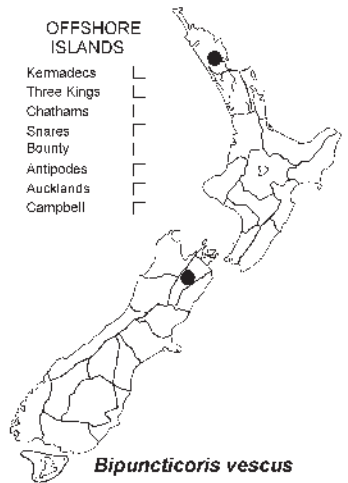 OFFSHORE
ISLANDS
Kermadecs
Three Kings
Chathams
Snares
Bounty
Antipodes
Aucklands
Campbell
Bipuncticoris vescus